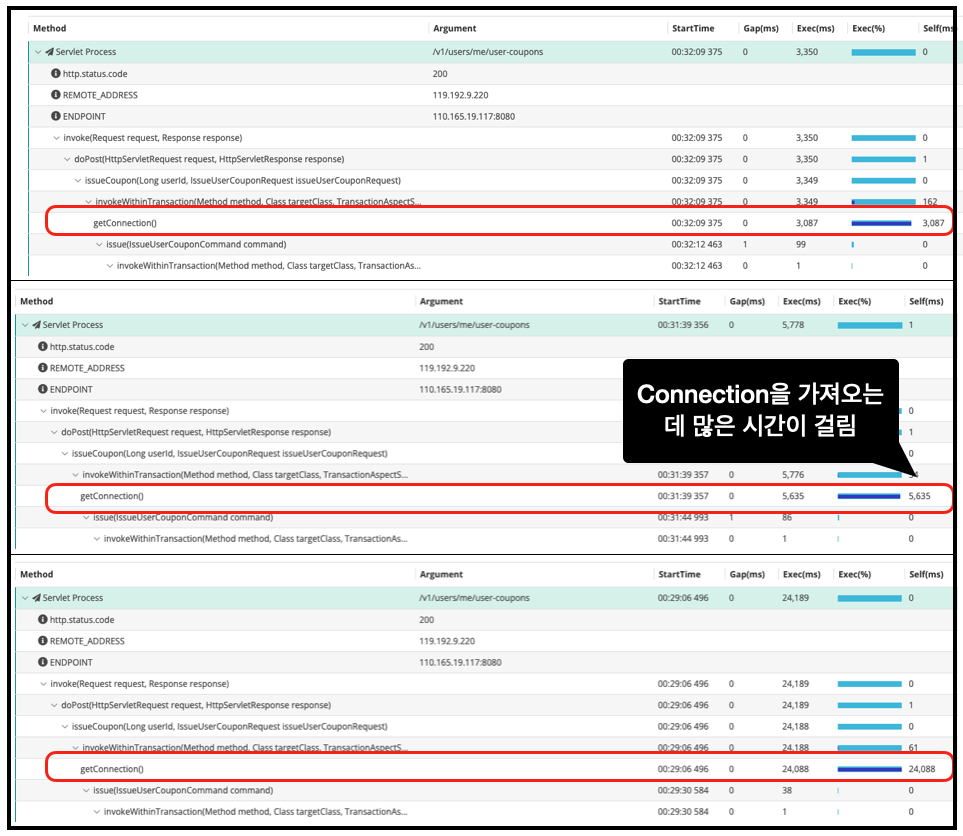 Method Argument StartTime Gap(ms) Exec(ms) Exec(%) Self(ms)
Servlet Process /v1/users/me/user-coupons 00:32:09 375 0 3,350 0
http.status.code 200
REMOTE_ADDRESS 119.192.9.220
ENDPOINT 110.165.19.117:8080
invoke(Request request, Response response) 00:32:09 375 0 3,350 0
doPost(HttpServletRequest request, HttpServletResponse response) 00:32:09 375 0 3,350 1
issueCoupon(Long userId, IssueUserCouponRequest issueUserCouponRequest) 00:32:09 375 0 3,349 0
invokeWithinTransaction(Method method, Class targetClass, TransactionAspectS... 00:32:09 375 0 3,349 162
getConnection() 00:32:09 375 0 3,087 3,087
issue(IssueUserCouponCommand command) 00:32:12 463 1 99 0
invokeWithinTransaction(Method method, Class targetClass, TransactionAs... 00:32:12 463 0 1 0
Method Argument StartTime Gap(ms) Exec(ms) Exec(%) Self(ms)
Servlet Process /v1/users/me/user-coupons 00:31:39 356 0 5,778 1
http.status.code 200
REMOTE_ADDRESS 119.192.9.220
ENDPOINT 110.165.19.117:8080
Connection을 가져오는
데 많은 시간이 걸림
invoke(Request request, Response response) 0
doPost(HttpServletRequest request, HttpServletResponse response) 1
issueCoupon(Long userId, IssueUserCouponRequest issueUserCouponRequest) 0
invokeWithinTransaction(Method method, Class targetClass, TransactionAspectS... 00:31:39 357 0 5,776
getConnection() 00:31:39 357 0 5,635 5,635
issue(IssueUserCouponCommand command) 00:31:44 993 1 86 0
invokeWithinTransaction(Method method, Class targetClass, TransactionAs... 00:31:44 993 0 1 0
Method Argument StartTime Gap(ms) Exec(ms) Exec(%) Self(ms)
Servlet Process /v1/users/me/user-coupons 00:29:06 496 0 24,189 0
http.status.code 200
REMOTE_ADDRESS 119.192.9.220
ENDPOINT 110.165.19.117:8080
invoke(Request request, Response response) 00:29:06 496 0 24,189 0
doPost(HttpServletRequest request, HttpServletResponse response) 00:29:06 496 0 24,189 1
issueCoupon(Long userId, IssueUserCouponRequest issueUserCouponRequest) 00:29:06 496 0 24,188 0
invokeWithinTransaction(Method method, Class targetClass, TransactionAspectS... 00:29:06 496 0 24,188 61
getConnection() 00:29:06 496 0 24,088 24,088
issue(IssueUserCouponCommand command) 00:29:30 584 0 38 0
invokeWithinTransaction(Method method, Class targetClass, TransactionAs... 00:29:30 584 0 1 0